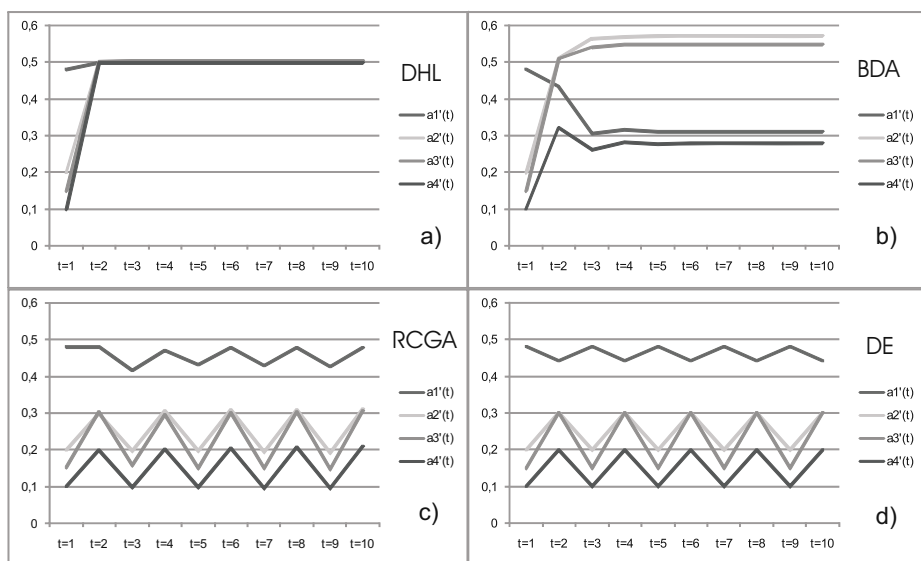 0,6
0,5
0,4
0,3
0,2
0,1
0
DHL
a1'(t)
a2'(t)
a3'(t)
a4'(t)
a)
t=1 t=2 t=3 t=4 t=5 t=6 t=7 t=8 t=9 t=10
0,6
0,5
0,4
0,3
0,2
0,1
0
BDA
a1'(t)
a2'(t)
a3'(t)
a4'(t)
b)
t=1 t=2 t=3 t=4 t=5 t=6 t=7 t=8 t=9 t=10
0,6
0,5
0,4
0,3
0,2
0,1
0
RCGA
a1'(t)
a2'(t)
a3'(t)
a4'(t)
c)
t=1 t=2 t=3 t=4 t=5 t=6 t=7 t=8 t=9 t=10
0,6
0,5
0,4
0,3
0,2
0,1
0
DE
a1'(t)
a2'(t)
a3'(t)
a4'(t)
d)
t=1 t=2 t=3 t=4 t=5 t=6 t=7 t=8 t=9 t=10